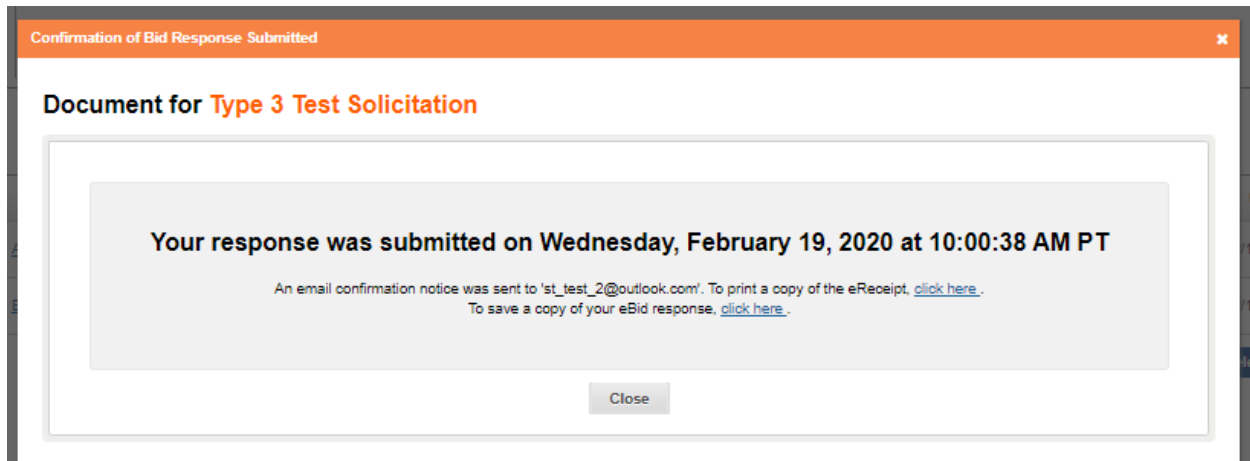 Confirmation of Bid Response Submitted
Document for Type 3 Test Solicitation
Your response was submitted on Wednesday, February 19, 2020 at 10:00:38 AM PT
An email confirmation notice was sent to 'st_test_2@outlook.com'. To print a copy of the eReceipt, click here .
To save a copy of your eBid response, click here .
Close